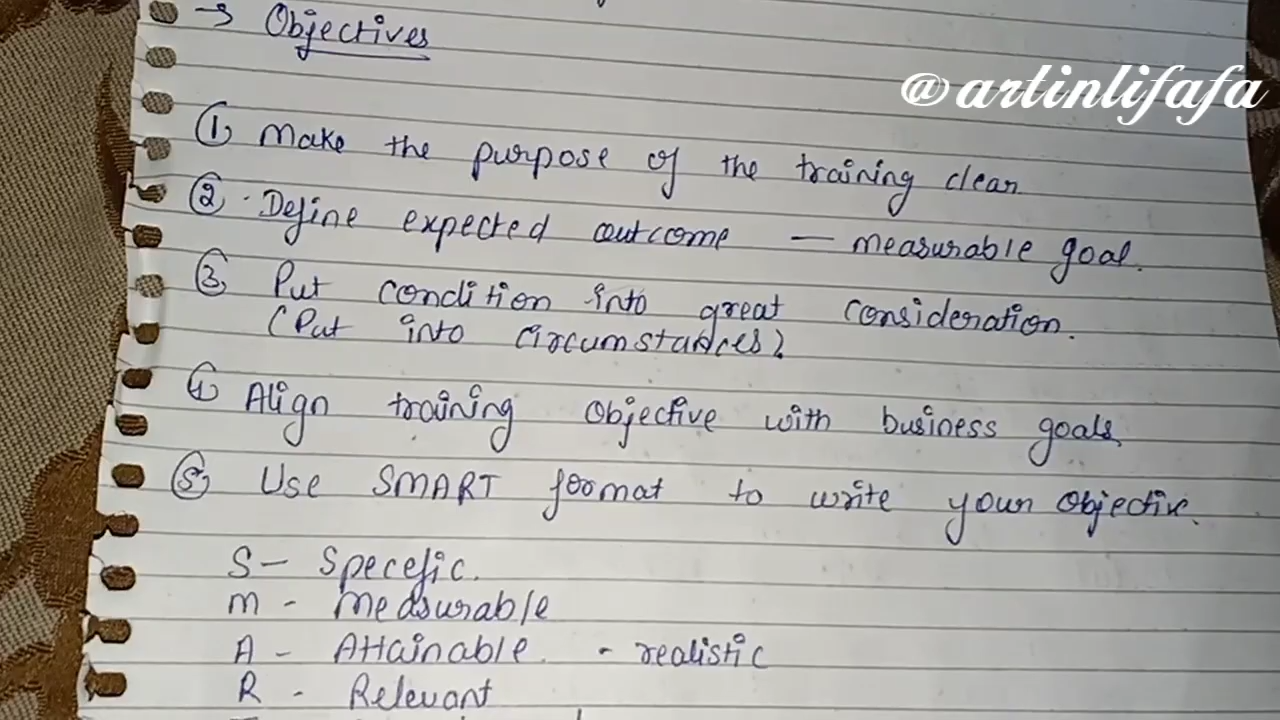 → Objectives
@artinlifafa
① Make the purpose of the training clear
② Define expected outcome — measurable goal.
③ Put condition into great consideration.
(Put into circumstances)
④ Align training objective with business goals
⑤ Use SMART format to write your objective.
S - Specefic.
M - Measurable
A - Attainable. - realistic
R - Relevant